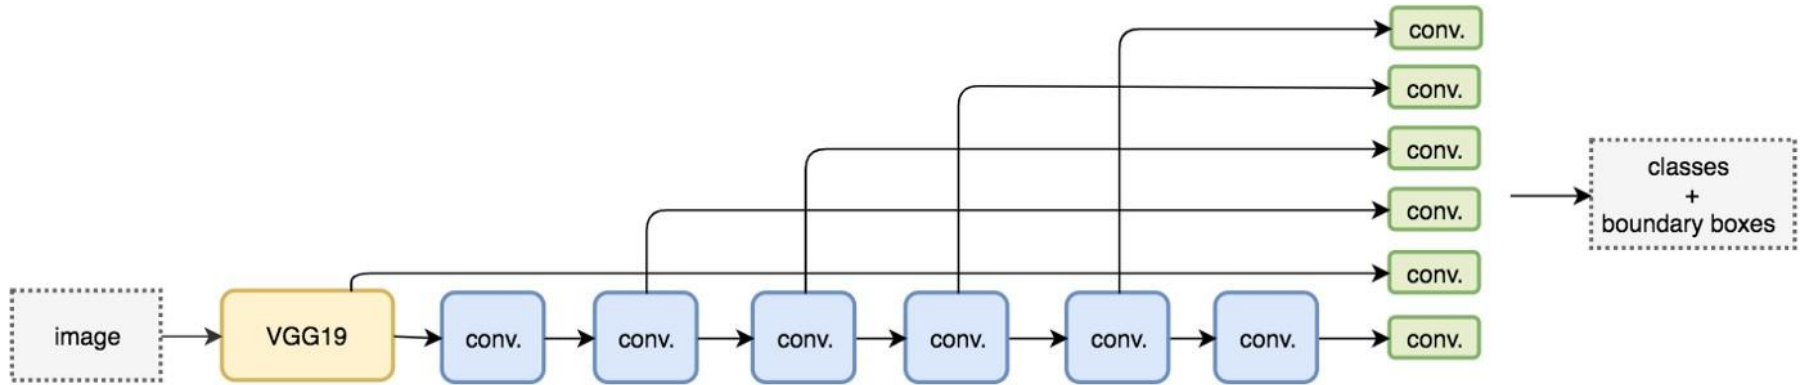 conv.
conv.
conv.
conv.
conv.
classes
+
boundary boxes
image
VGG19
conv.
conv.
conv.
conv.
conv.
conv.
conv.